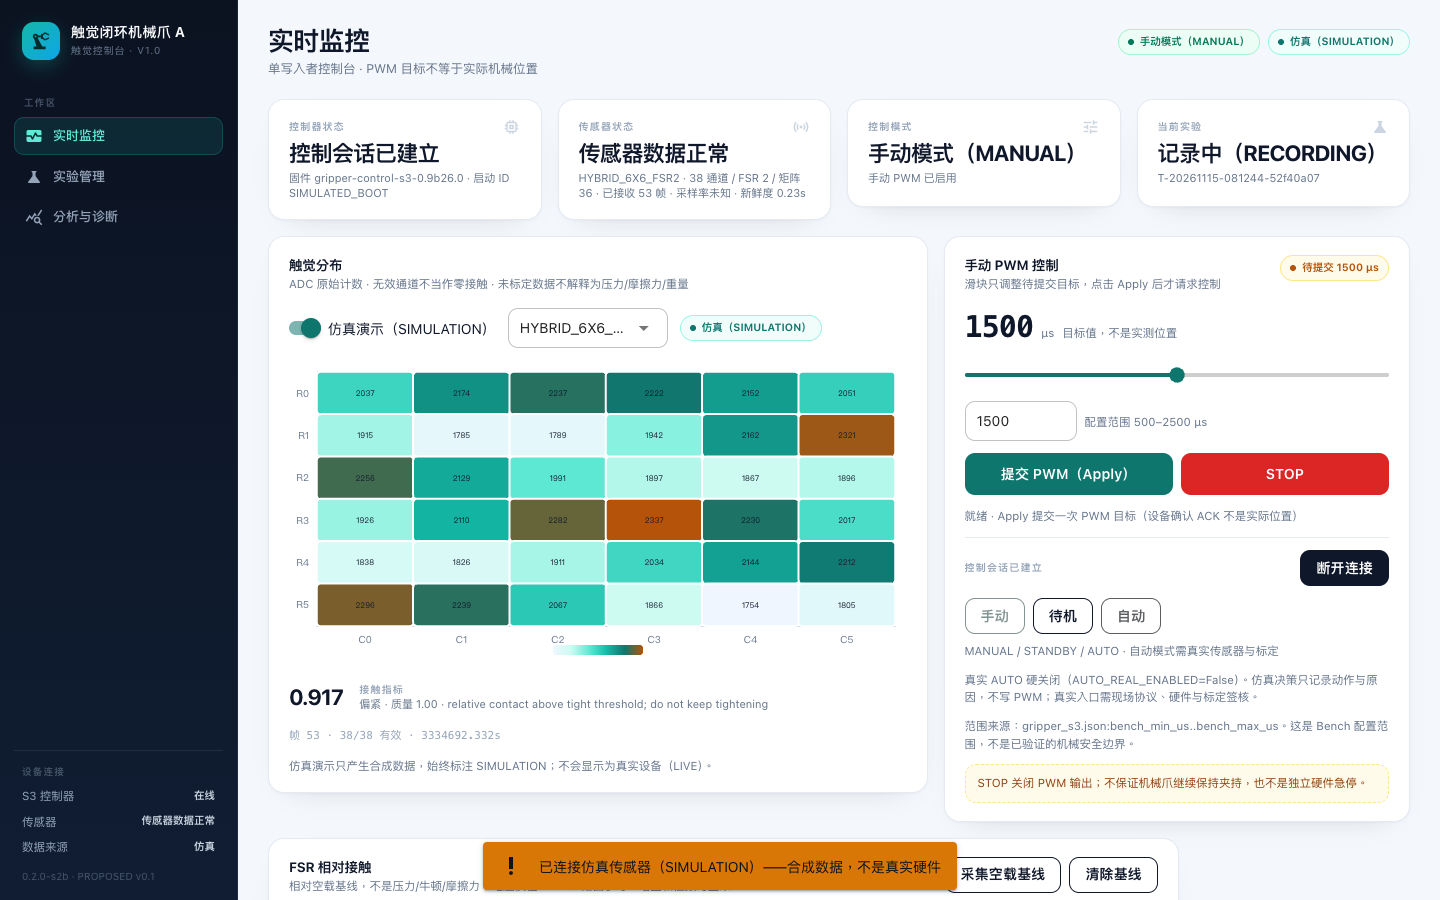 触觉闭环机械爪 A
触觉控制台 · V1.0
工作区
实时监控
实验管理
分析与诊断
设备连接
S3 控制器 在线
传感器 传感器数据正常
数据来源 仿真
0.2.0-s2b · PROPOSED v0.1
实时监控
单写入者控制台 · PWM 目标不等于实际机械位置
手动模式（MANUAL）
仿真（SIMULATION）
控制器状态
控制会话已建立
固件 gripper-control-s3-0.9b26.0 · 启动 ID
SIMULATED_BOOT
传感器状态
传感器数据正常
HYBRID_6X6_FSR2 · 38 通道 / FSR 2 / 矩阵
36 · 已接收 53 帧 · 采样率未知 · 新鲜度 0.23s
控制模式
手动模式（MANUAL）
手动 PWM 已启用
当前实验
记录中（RECORDING）
T-20261115-081244-52f40a07
触觉分布
ADC 原始计数 · 无效通道不当作零接触 · 未标定数据不解释为压力/摩擦力/重量
仿真演示（SIMULATION）
HYBRID_6X6_...
仿真（SIMULATION）
R0 2037 2174 2237 2222 2152 2051
R1 1915 1785 1789 1942 2162 2321
R2 2256 2129 1991 1897 1867 1896
R3 1926 2110 2282 2337 2230 2017
R4 1838 1826 1911 2034 2144 2212
R5 2296 2239 2067 1866 1754 1805
C0 C1 C2 C3 C4 C5
0.917
接触指标
偏紧 · 质量 1.00 · relative contact above tight threshold; do not keep tightening
帧 53 · 38/38 有效 · 3334692.332s
仿真演示只产生合成数据，始终标注 SIMULATION；不会显示为真实设备（LIVE）。
手动 PWM 控制
滑块只调整待提交目标，点击 Apply 后才请求控制
待提交 1500 µs
1500 µs 目标值，不是实测位置
1500
配置范围 500–2500 µs
提交 PWM（Apply）
STOP
就绪 · Apply 提交一次 PWM 目标（设备确认 ACK 不是实际位置）
控制会话已建立
断开连接
手动
待机
自动
MANUAL / STANDBY / AUTO · 自动模式需真实传感器与标定
真实 AUTO 硬关闭（AUTO_REAL_ENABLED=False）。仿真决策只记录动作与原
因，不写 PWM；真实入口需现场协议、硬件与标定签核。
范围来源：gripper_s3.json:bench_min_us..bench_max_us。这是 Bench 配置范
围，不是已验证的机械安全边界。
STOP 关闭 PWM 输出；不保证机械爪继续保持夹持，也不是独立硬件急停。
FSR 相对接触
相对空载基线，不是压力/牛顿/摩擦力
采集空载基线
清除基线
已连接仿真传感器（SIMULATION）——合成数据，不是真实硬件